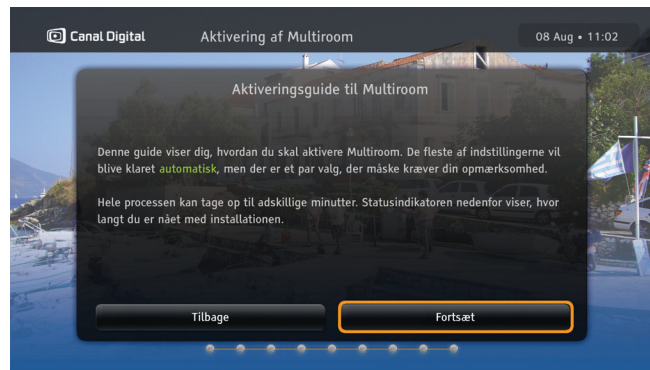 Canal Digital
Aktivering af Multiroom
08 Aug • 11:02
Aktiveringsguide til Multiroom
Denne guide viser dig, hvordan du skal aktivere Multiroom. De fleste af indstillingerne vil
blive klaret automatisk, men der er et par valg, der måske kræver din opmærksomhed.
Hele processen kan tage op til adskillige minutter. Statusindikatoren nedenfor viser, hvor
langt du er nået med installationen.
Tilbage
Fortsæt